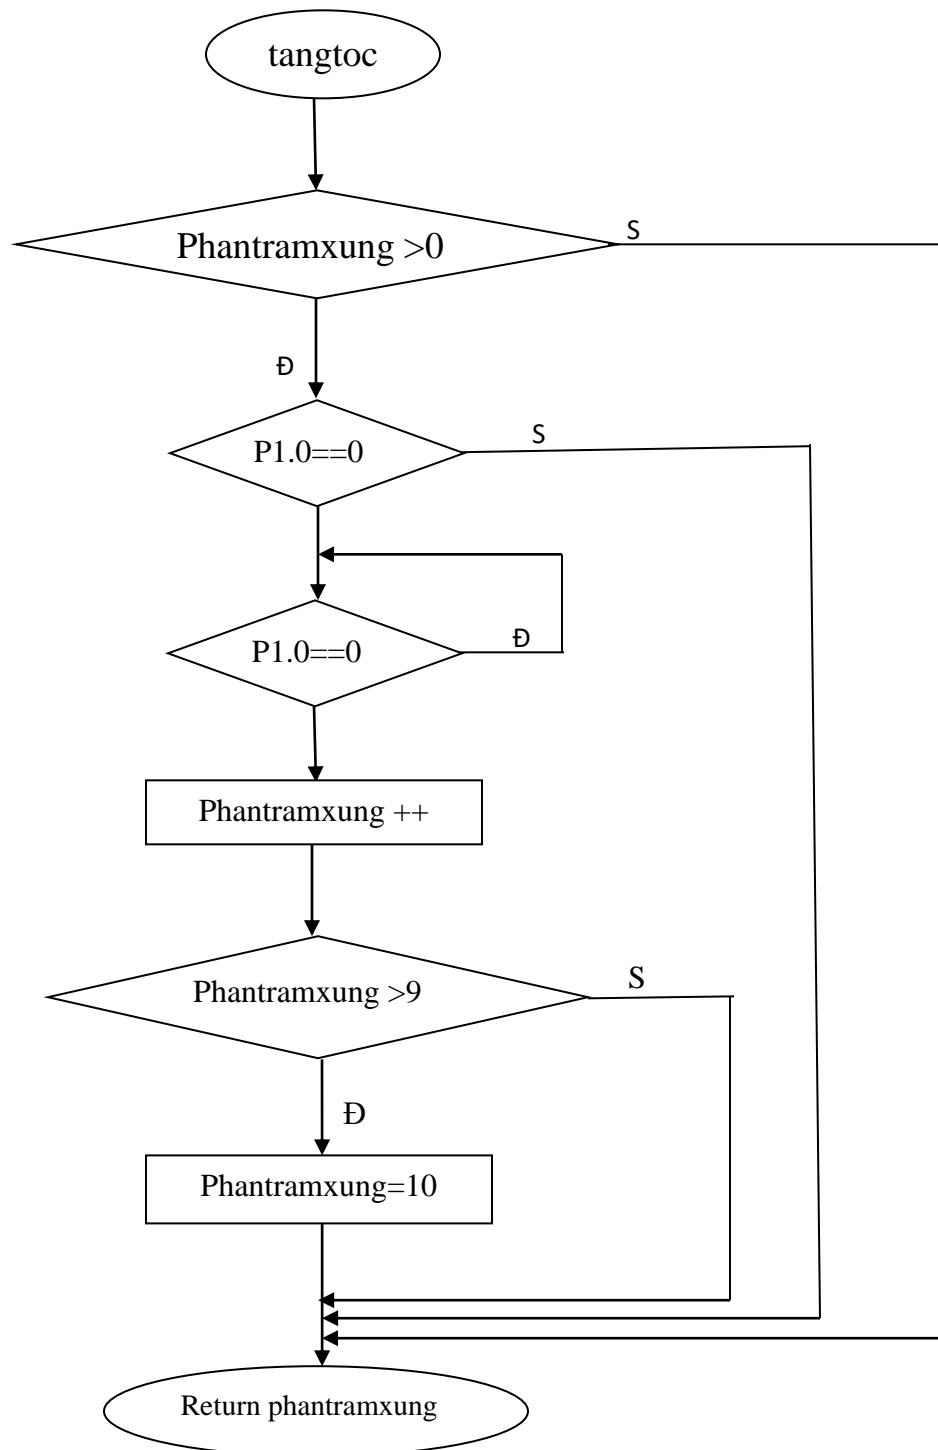 tangtoc
Phantramxung >0
S
Đ
P1.0==0
S
P1.0==0
Đ
Phantramxung ++
Phantramxung >9
S
Đ
Phantramxung=10
Return phantramxung